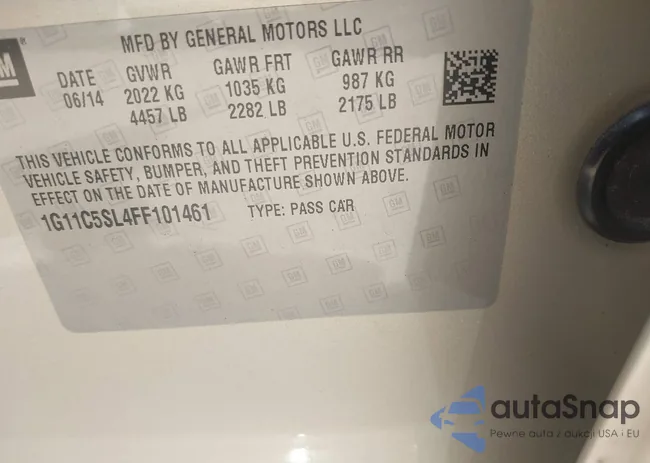 GM
MFD BY GENERAL MOTORS LLC
DATE GVWR GAWR FRT GAWR RR
06/14 2022 KG 1035 KG 987 KG
4457 LB 2282 LB 2175 LB
THIS VEHICLE CONFORMS TO ALL APPLICABLE U.S. FEDERAL MOTOR
VEHICLE SAFETY, BUMPER, AND THEFT PREVENTION STANDARDS IN
EFFECT ON THE DATE OF MANUFACTURE SHOWN ABOVE.
1G11C5SL4FF101461 TYPE: PASS CAR
autaSnap
Pewne auta z aukcji USA i EU